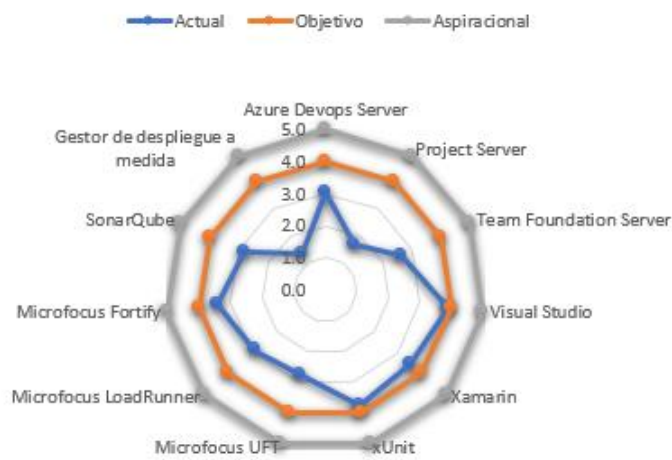 Actual Objetivo Aspiracional
Azure Devops Server
Gestor de despliegue a
medida
Project Server
SonarQube
Team Foundation Server
Microfocus Fortify
Visual Studio
Microfocus LoadRunner
Xamarin
Microfocus UFT
xUnit
5.0
4.0
3.0
2.0
1.0
0.0